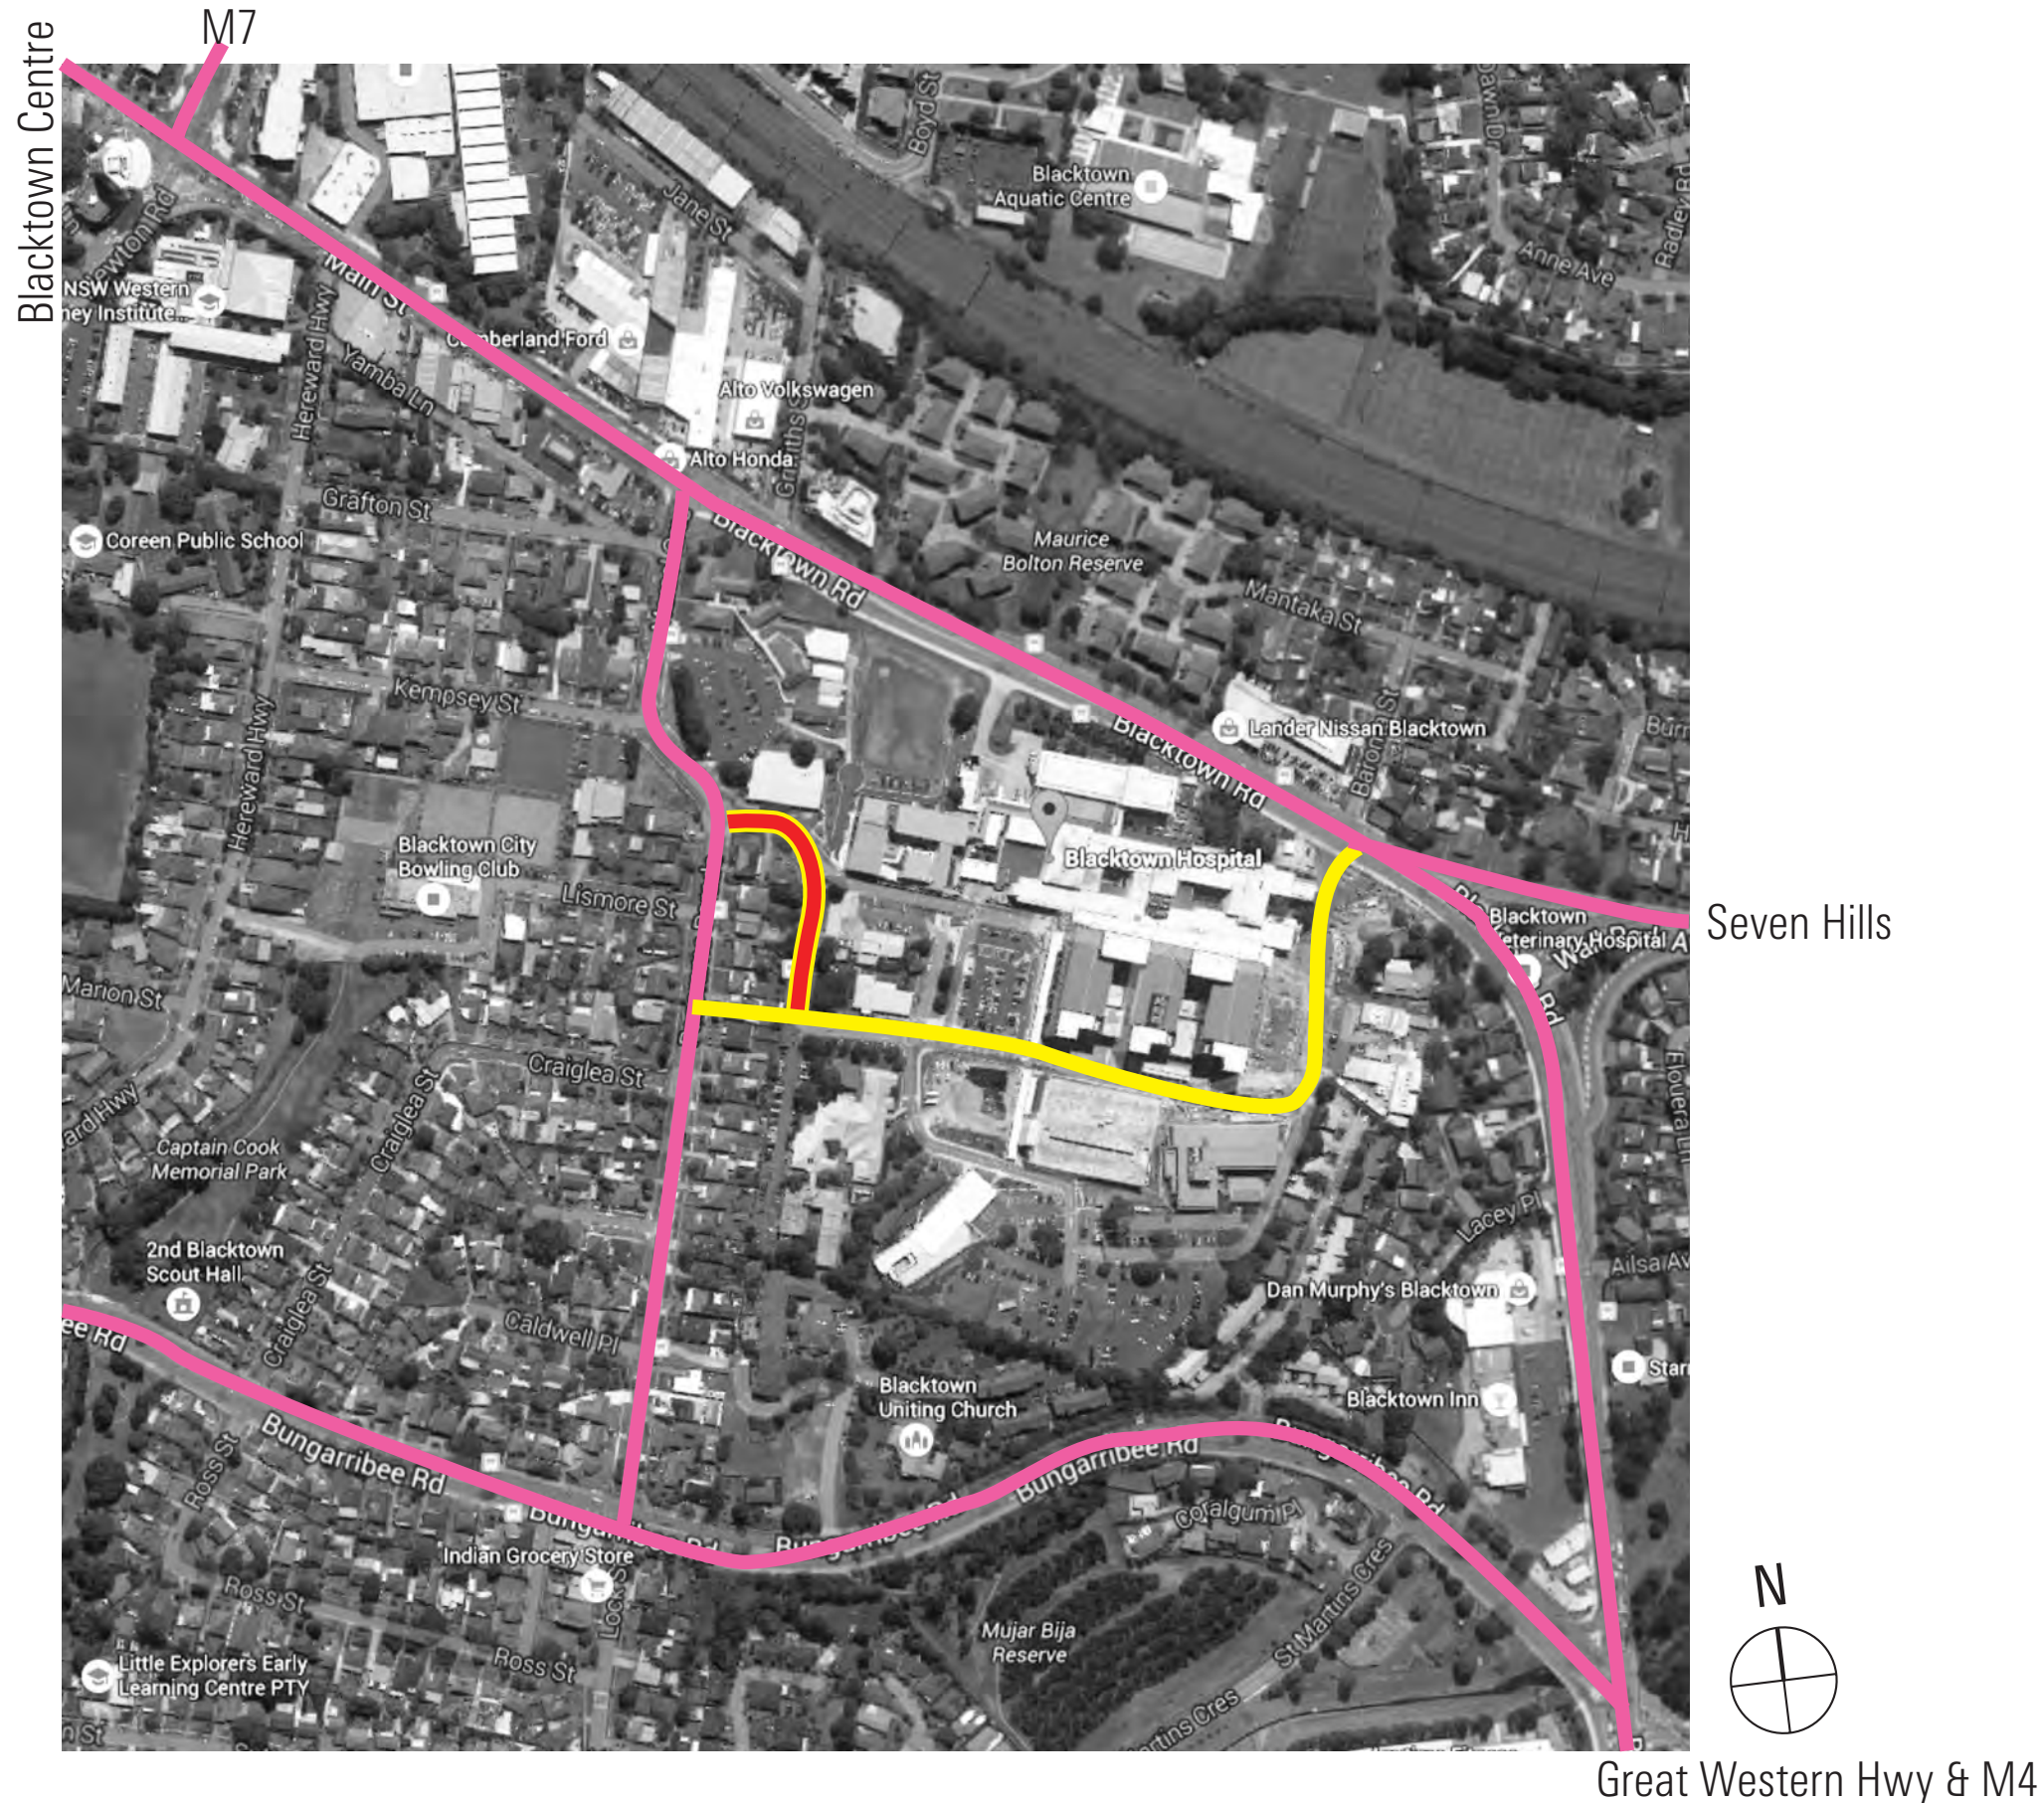 M7
Blacktown Centre
Boyd St
Blacktown
Aquatic Centre
Jane St
Anne Ave
Radley Rd
NSW Western
Main St
Hereward Hwy
Yamba Ln
Cumberland Ford
Alto Volkswagen
Alto Honda
Grafton St
Coreen Public School
Blacktown Rd
Maurice
Bolton Reserve
Mantaka St
Kempsey St
Hereward Hwy
Blacktown Rd
Lander Nissan Blacktown
Blacktown City
Bowling Club
Lismore St
Blacktown Hospital
Blacktown
Seven Hills
Marion St
Craiglea St
Craiglea St
Captain Cook
Memorial Park
2nd Blacktown
Scout Hall
Craiglea St
Caldwell Pl
Lacey Pl
Dan Murphy's Blacktown
Blacktown Inn
Blacktown
Uniting Church
Bungarribee Rd
Bungarribee Rd
Ross St
Indian Grocery Store
Coralgum Pl
St Martins Cres
Ross St
Ross St
Mujar Bija
Reserve
Little Explorers Early
Learning Centre PTY
N
Great Western Hwy & M4